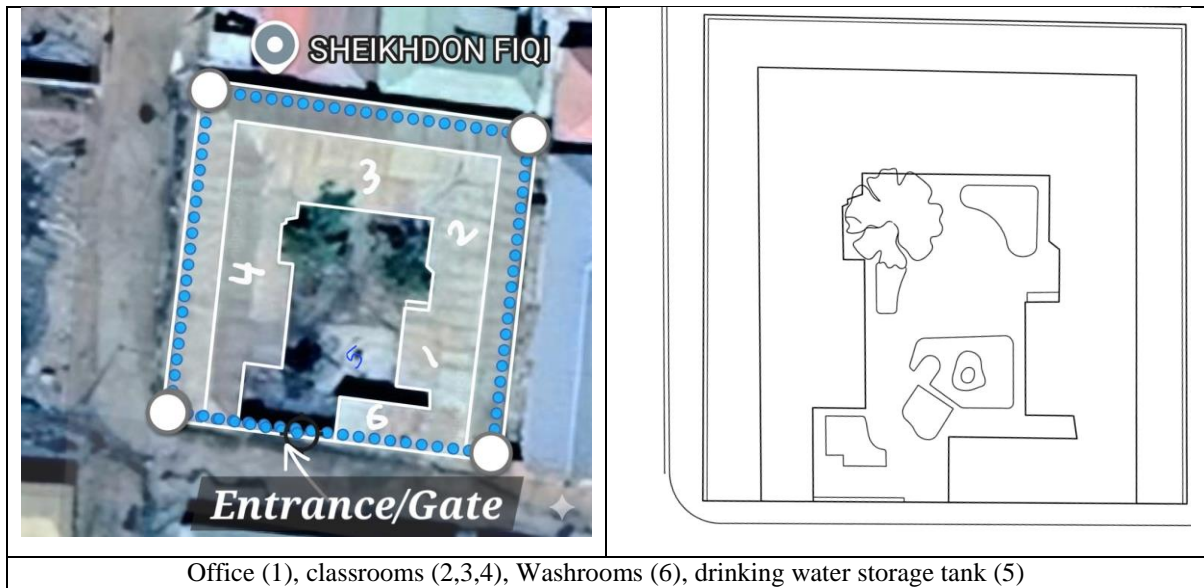 SHEIKHDON FIQI
3
2
4
5
1
6
Entrance/Gate
Office (1), classrooms (2,3,4), Washrooms (6), drinking water storage tank (5)